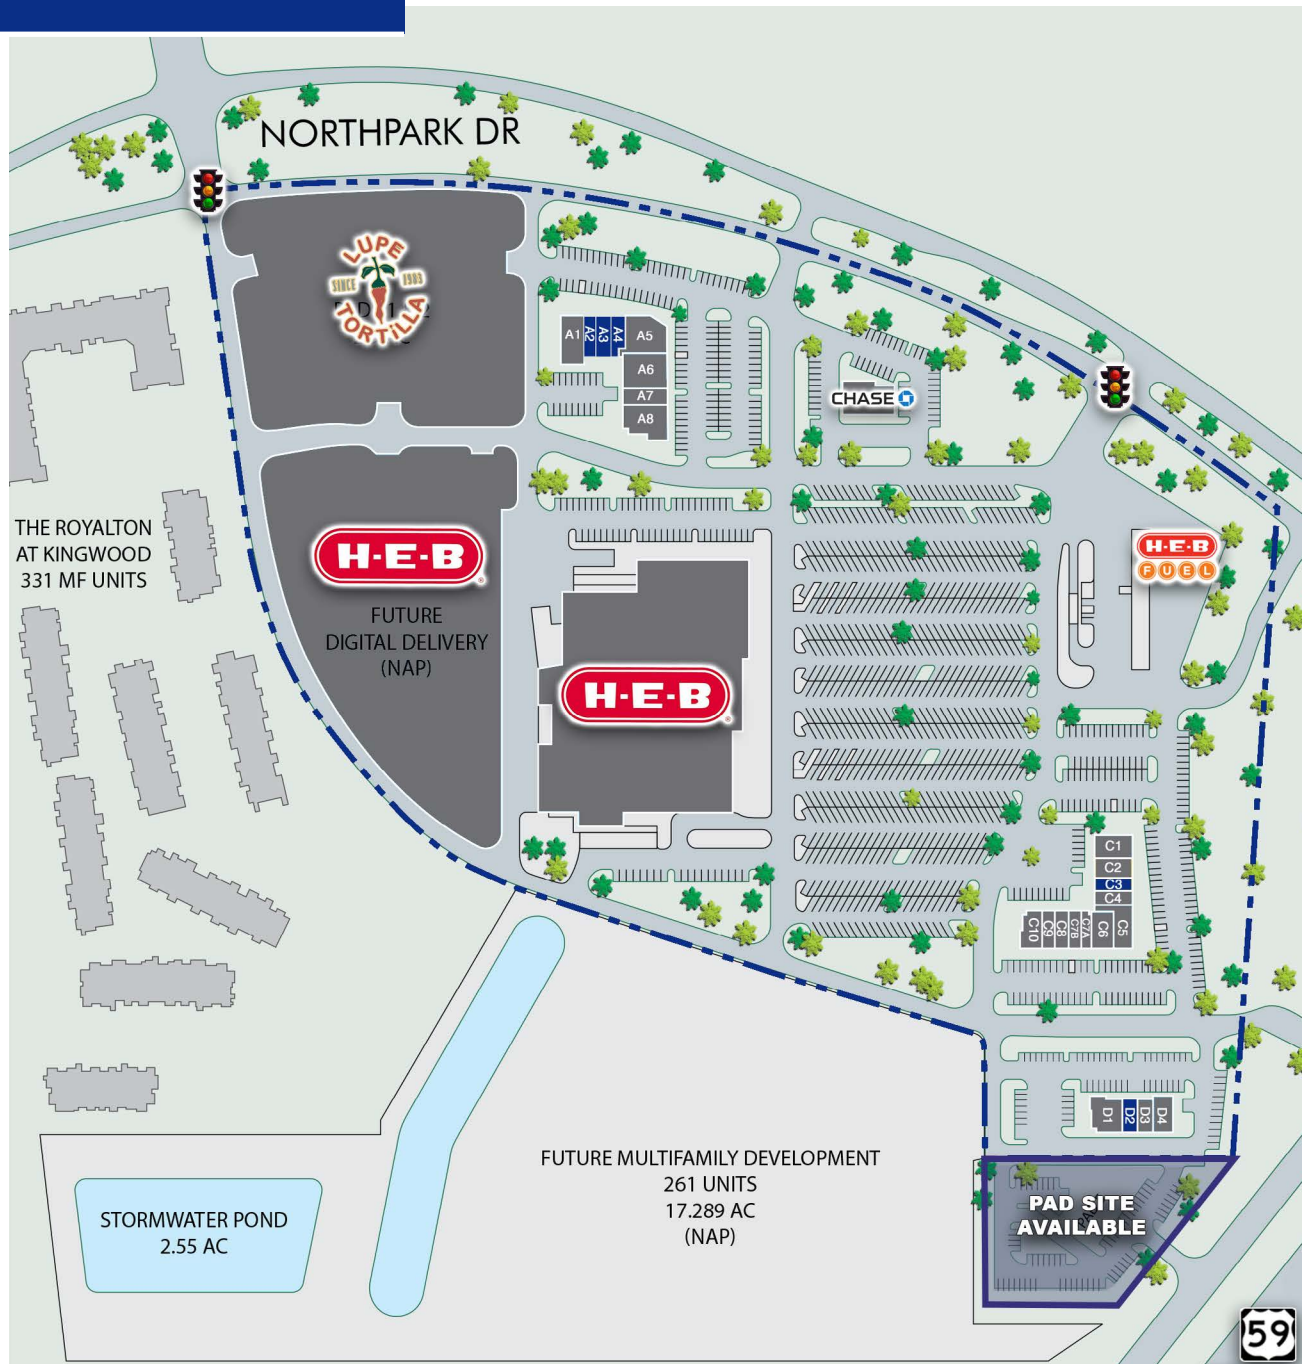 NORTHPARK DR
LUPE
SINCE 1983
TORTILLA
A1
A2
A3
A4
A5
A6
A7
A8
CHASE
THE ROYALTON
AT KINGWOOD
331 MF UNITS
H-E-B
FUTURE
DIGITAL DELIVERY
(NAP)
H-E-B
FUEL
H-E-B
C1
C2
C3
C4
C5
C6
C7A
C7B
C8
C9
C10
D1
D2
D3
D4
PAD SITE
AVAILABLE
FUTURE MULTIFAMILY DEVELOPMENT
261 UNITS
17.289 AC
(NAP)
STORMWATER POND
2.55 AC
59